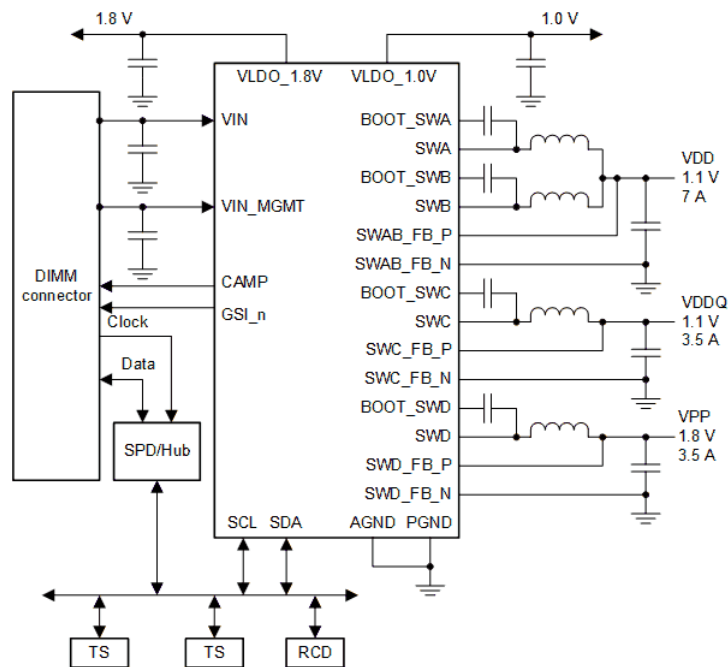 1.8 V
1.0 V
VLDO_1.8V
VLDO_1.0V
VIN
VIN_MGMT
CAMP
GSI_n
DIMM
connector
Clock
Data
SPD/Hub
BOOT_SWA
SWA
BOOT_SWB
SWB
SWAB_FB_P
SWAB_FB_N
BOOT_SWC
SWC
SWC_FB_P
SWC_FB_N
BOOT_SWD
SWD
SWD_FB_P
SWD_FB_N
VDD
1.1 V
7 A
VDDQ
1.1 V
3.5 A
VPP
1.8 V
3.5 A
SCL
SDA
AGND
PGND
TS
TS
RCD